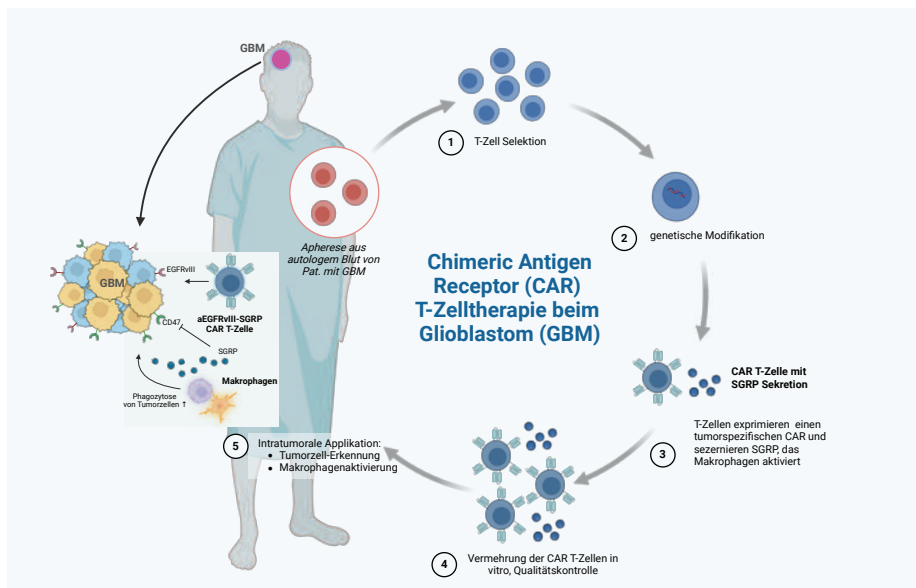 GBM
1
T-Zell Selektion
2
genetische Modifikation
Apherese aus
autologem Blut von
Pat. mit GBM
Chimeric Antigen
Receptor (CAR)
T-Zelltherapie beim
Glioblastom (GBM)
GBM
EGFRvIII
aEGFRvIII-SGRP
CAR T-Zelle
CD47
SGRP
Makrophagen
Phagozytose
von Tumorzellen ↑
CAR T-Zelle mit
SGRP Sekretion
3
T-Zellen exprimieren einen
tumorspezifischen CAR und
sezernieren SGRP, das
Makrophagen aktiviert
4
Vermehrung der CAR T-Zellen in
vitro, Qualitätskontrolle
5
Intratumorale Applikation:
• Tumorzell-Erkennung
• Makrophagenaktivierung